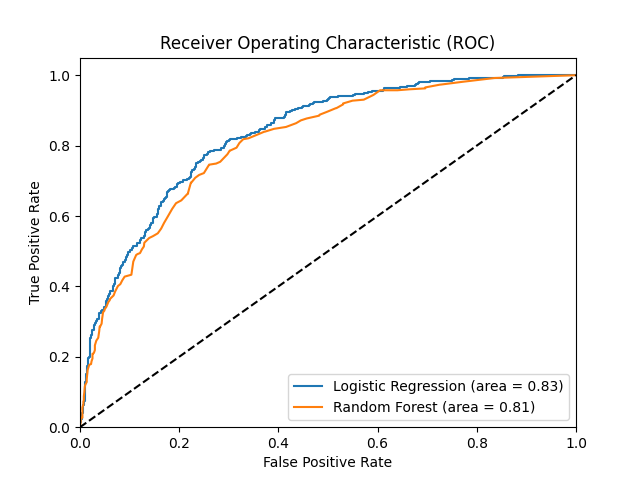 Receiver Operating Characteristic (ROC)
True Positive Rate
1.0
0.8
0.6
0.4
0.2
0.0
Logistic Regression (area = 0.83)
Random Forest (area = 0.81)
0.0 0.2 0.4 0.6 0.8 1.0
False Positive Rate